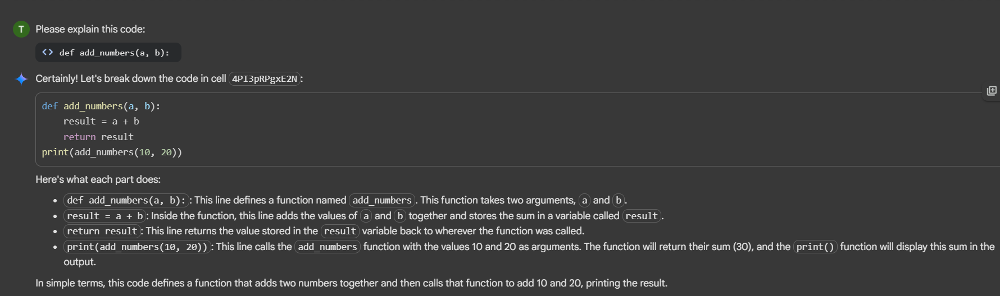 T Please explain this code:
<> def add_numbers(a, b):
Certainly! Let's break down the code in cell 4PI3pRPgxE2N:
def add_numbers(a, b):
    result = a + b
    return result
print(add_numbers(10, 20))
Here's what each part does:
• def add_numbers(a, b): : This line defines a function named add_numbers. This function takes two arguments, a and b.
• result = a + b: Inside the function, this line adds the values of a and b together and stores the sum in a variable called result.
• return result: This line returns the value stored in the result variable back to wherever the function was called.
• print(add_numbers(10, 20)): This line calls the add_numbers function with the values 10 and 20 as arguments. The function will return their sum (30), and the print() function will display this sum in the
output.
In simple terms, this code defines a function that adds two numbers together and then calls that function to add 10 and 20, printing the result.